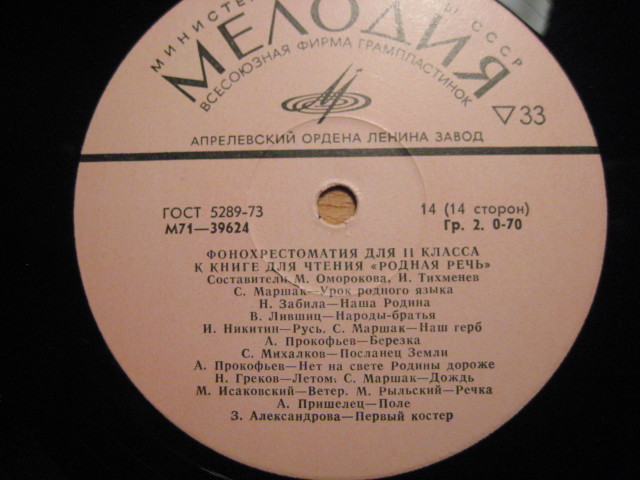 МИНИСТЕ
Ы СССР
МЕЛОДИЯ
ВСЕСОЮЗНАЯ ФИРМА ГРАМПЛАСТИНОК
▽33
АПРЕЛЕВСКИЙ ОРДЕНА ЛЕНИНА ЗАВОД
ГОСТ 5289-73
14 (14 сторон)
М71—39624
Гр. 2. 0-70
ФОНОХРЕСТОМАТИЯ ДЛЯ II КЛАССА
К КНИГЕ ДЛЯ ЧТЕНИЯ «РОДНАЯ РЕЧЬ»
Составители М. Оморокова, И. Тихменев
С. Маршак—Урок родного языка
Н. Забила—Наша Родина
В. Лившиц—Народы-братья
И. Никитин—Русь. С. Маршак—Наш герб
А. Прокофьев—Березка
С. Михалков—Посланец Земли
А. Прокофьев—Нет на свете Родины дороже
Н. Греков—Летом. С. Маршак—Дождь
М. Исаковский—Ветер. М. Рыльский—Речка
А. Пришелец—Поле
З. Александрова—Первый костер